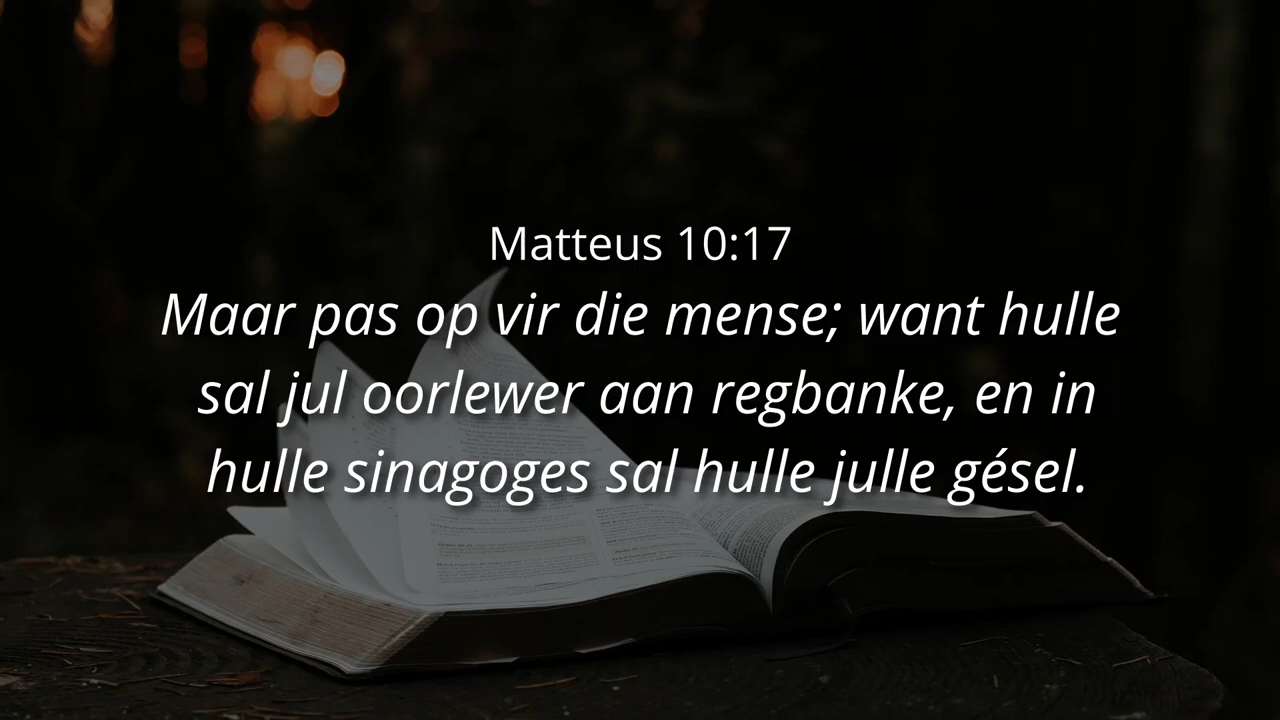 Matteus 10:17
Maar pas op vir die mense; want hulle
sal jul oorlewer aan regbanke, en in
hulle sinagoges sal hulle julle gésel.